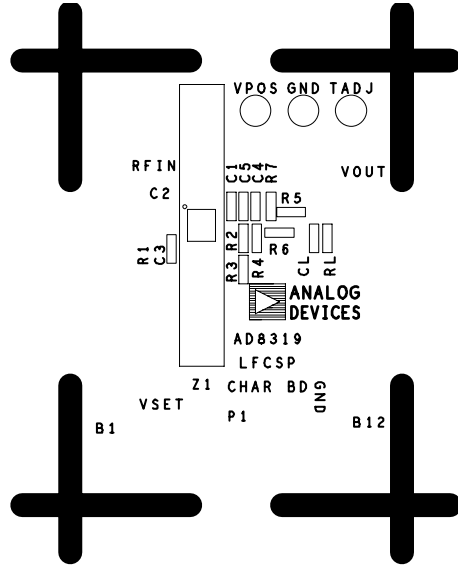 VPOS GND TADJ
RFIN
VOUT
C2
C1
C5
C4
R7
R5
R1
C3
R2
R6
R3
R4
CL
RL
ANALOG
DEVICES
AD8319
LFCSP
Z1
CHAR BD
GND
VSET
P1
B1
B12